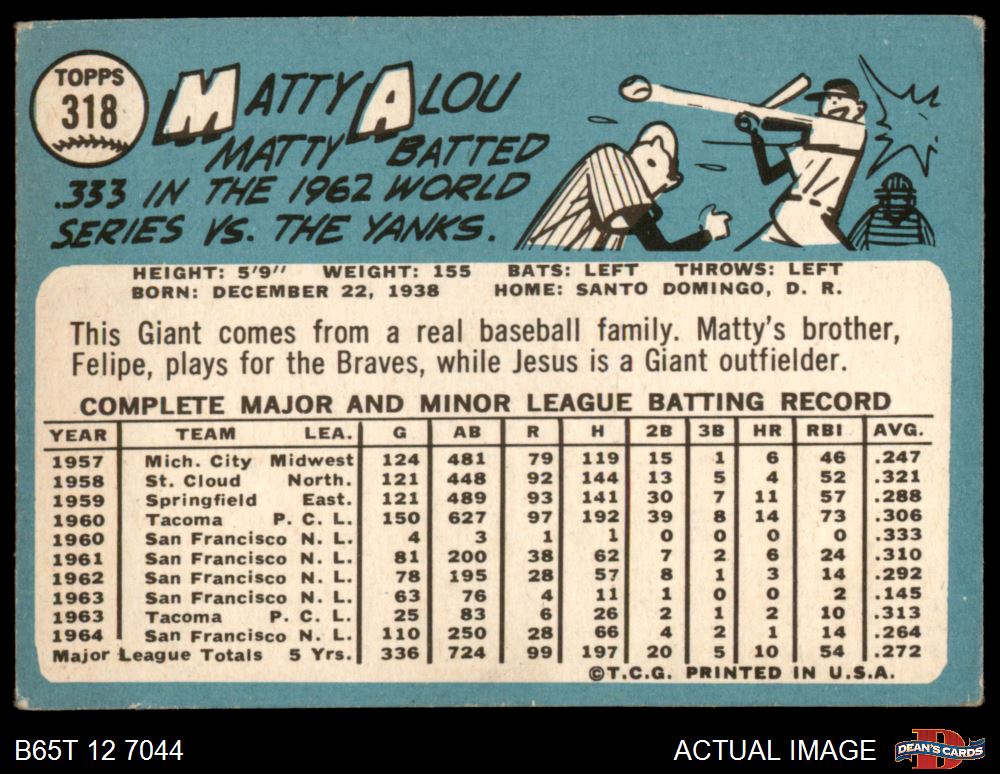 TOPPS
318
MATTY ALOU
MATTY BATTED
.333 IN THE 1962 WORLD
SERIES VS. THE YANKS.
HEIGHT: 5'9" WEIGHT: 155 BATS: LEFT THROWS: LEFT
BORN: DECEMBER 22, 1938 HOME: SANTO DOMINGO, D. R.
This Giant comes from a real baseball family. Matty's brother,
Felipe, plays for the Braves, while Jesus is a Giant outfielder.
COMPLETE MAJOR AND MINOR LEAGUE BATTING RECORD
YEAR TEAM LEA. G AB R H 2B 3B HR RBI AVG.
1957 Mich. City Midwest 124 481 79 119 15 1 6 46 .247
1958 St. Cloud North. 121 448 92 144 13 5 4 52 .321
1959 Springfield East. 121 489 93 141 30 7 11 57 .288
1960 Tacoma P. C. L. 150 627 97 192 39 8 14 73 .306
1960 San Francisco N. L. 4 3 1 1 0 0 0 0 .333
1961 San Francisco N. L. 81 200 38 62 7 2 6 24 .310
1962 San Francisco N. L. 78 195 28 57 8 1 3 14 .292
1963 San Francisco N. L. 63 76 4 11 1 0 0 2 .145
1963 Tacoma P. C. L. 25 83 6 26 2 1 2 10 .313
1964 San Francisco N. L. 110 250 28 66 4 2 1 14 .264
Major League Totals 5 Yrs. 336 724 99 197 20 5 10 54 .272
©T.C.G. PRINTED IN U.S.A.
B65T 12 7044
ACTUAL IMAGE
DEAN'S CARDS